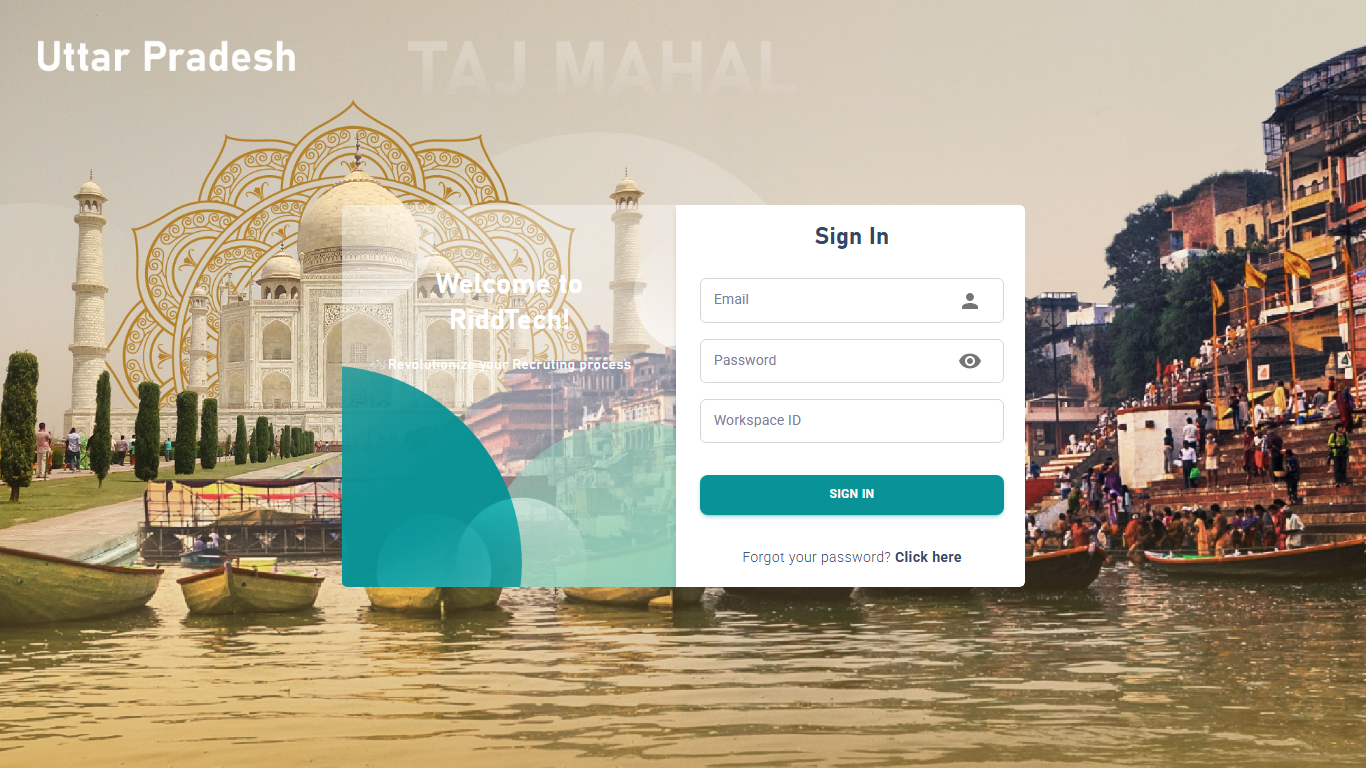 Uttar Pradesh
TAJ MAHAL
Welcome to
RiddTech!
Revolutionize your Recruting process
Sign In
Email
Password
Workspace ID
SIGN IN
Forgot your password? Click here